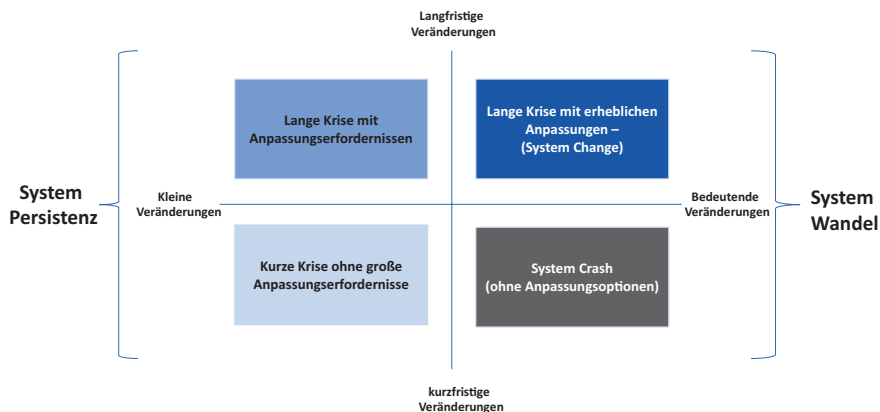 Langfristige
Veränderungen
Lange Krise mit
Anpassungserfordernissen
Lange Krise mit erheblichen
Anpassungen –
(System Change)
System
Persistenz
Kleine
Veränderungen
Bedeutende
Veränderungen
System
Wandel
Kurze Krise ohne große
Anpassungserfordernisse
System Crash
(ohne Anpassungsoptionen)
kurzfristige
Veränderungen